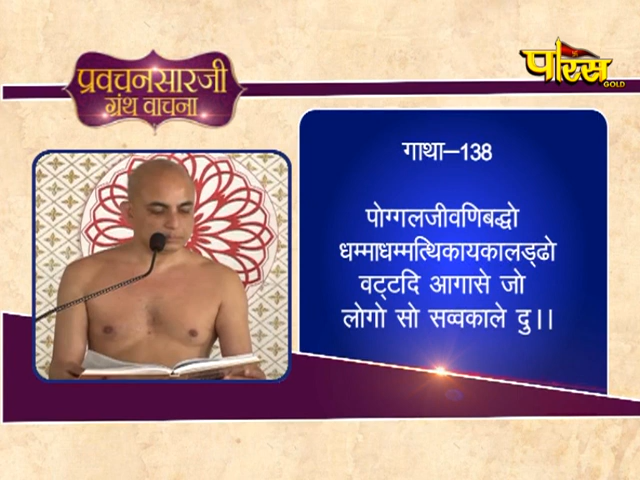 प्रवचनसारजी
ग्रंथ वाचना
पारस
GOLD
गाथा–138
पोग्गलजीवणिबद्धो
धम्माधम्मत्थिकायकालड्ढो
वट्टदि आगासे जो
लोगो सो सव्वकाले दु।।